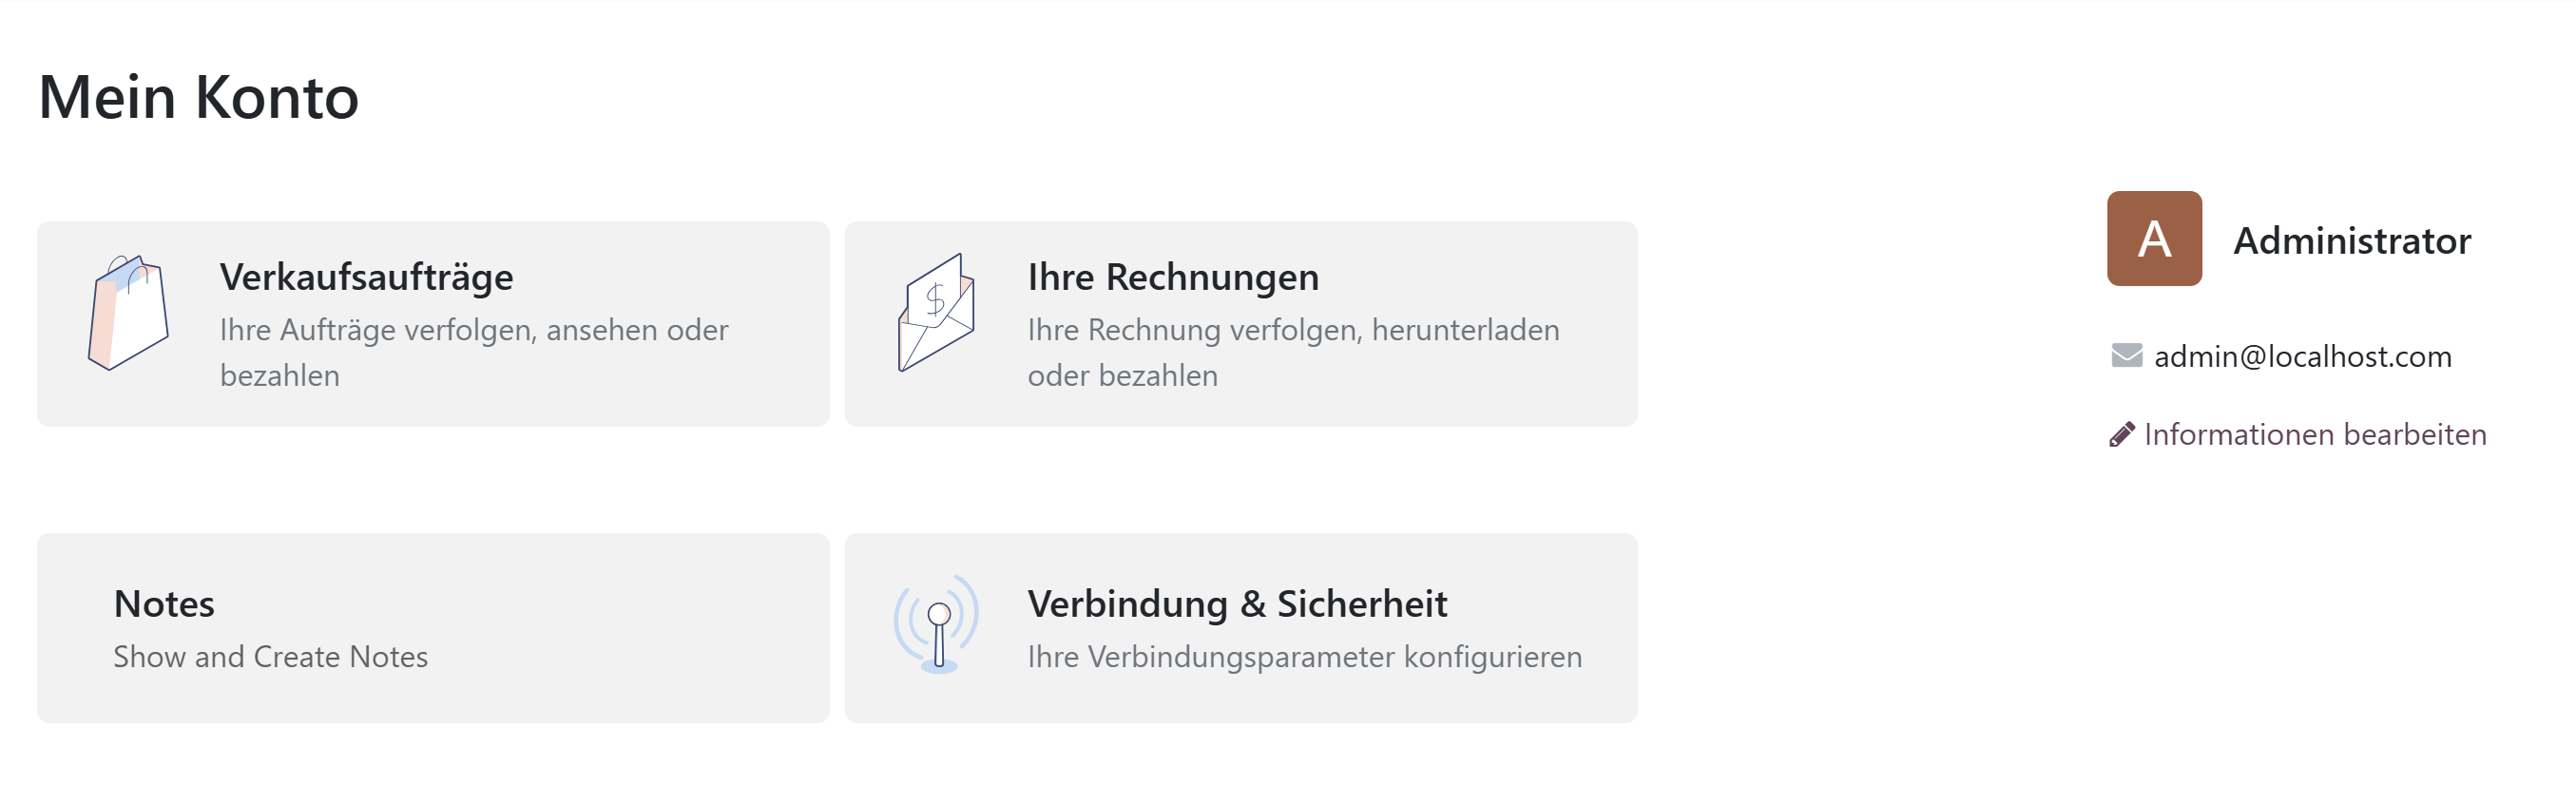 Mein Konto
Verkaufsaufträge
Ihre Aufträge verfolgen, ansehen oder
bezahlen
Ihre Rechnungen
$
Ihre Rechnung verfolgen, herunterladen
oder bezahlen
A
Administrator
admin@localhost.com
Informationen bearbeiten
Notes
Show and Create Notes
Verbindung & Sicherheit
Ihre Verbindungsparameter konfigurieren